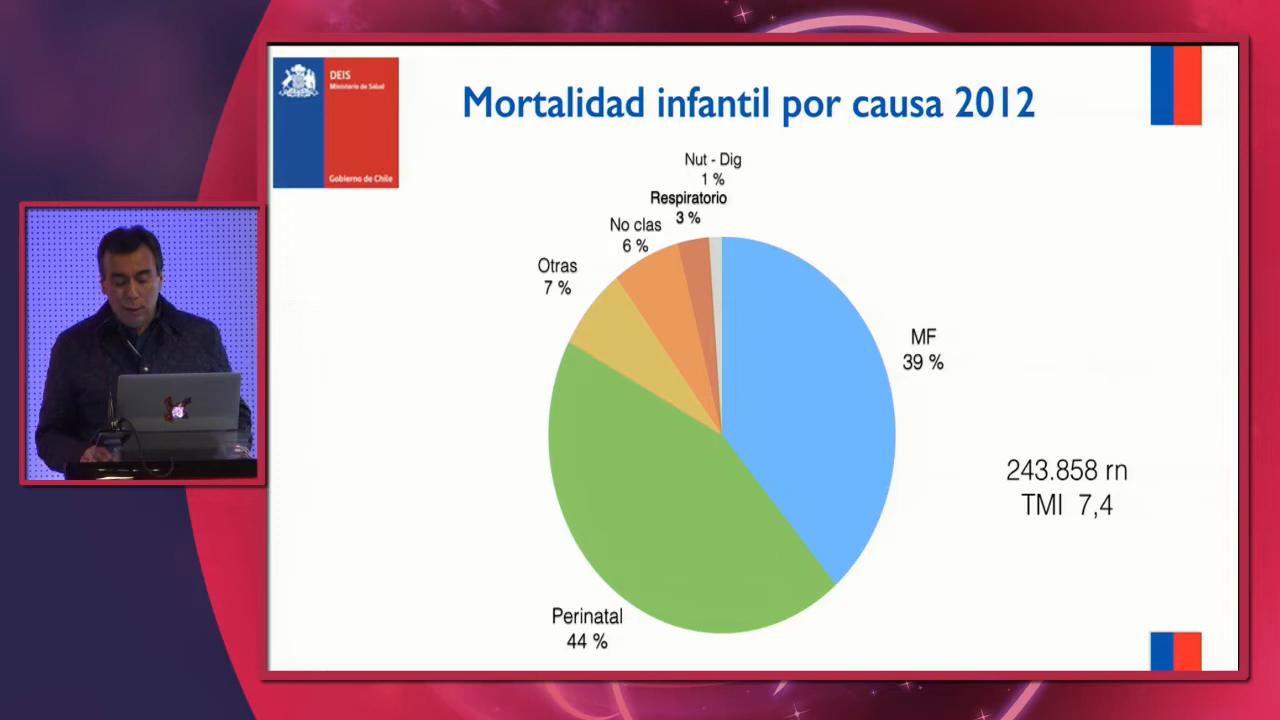 DEIS
Ministerio de Salud
Gobierno de Chile
Mortalidad infantil por causa 2012
Nut - Dig
1 %
Respiratorio
3 %
No clas
6 %
Otras
7 %
MF
39 %
243.858 rn
TMI 7,4
Perinatal
44 %